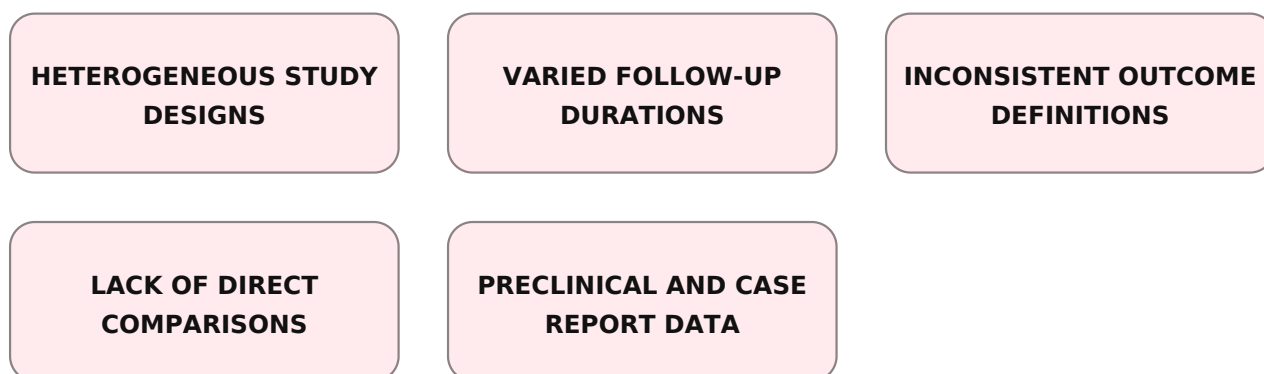 HETEROGENEOUS STUDY
DESIGNS
VARIED FOLLOW-UP
DURATIONS
INCONSISTENT OUTCOME
DEFINITIONS
LACK OF DIRECT
COMPARISONS
PRECLINICAL AND CASE
REPORT DATA